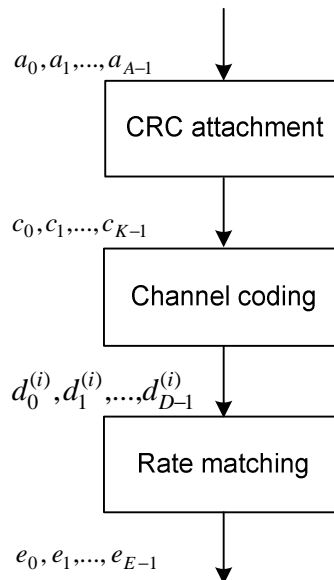 a_0, a_1, ..., a_{A-1}
CRC attachment
c_0, c_1, ..., c_{K-1}
Channel coding
d_0^{(i)}, d_1^{(i)}, ..., d_{D-1}^{(i)}
Rate matching
e_0, e_1, ..., e_{E-1}